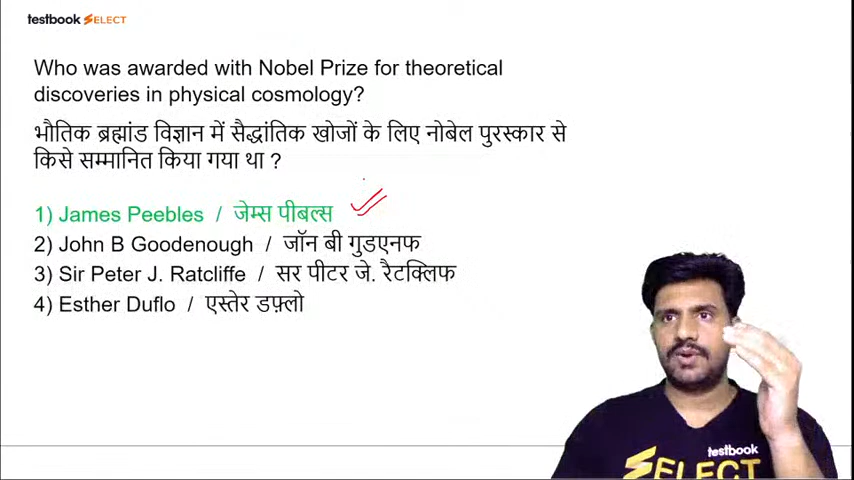 testbook SELECT
Who was awarded with Nobel Prize for theoretical
discoveries in physical cosmology?
भौतिक ब्रह्मांड विज्ञान में सैद्धांतिक खोजों के लिए नोबेल पुरस्कार से
किसे सम्मानित किया गया था ?
1) James Peebles / जेम्स पीबल्स
2) John B Goodenough / जॉन बी गुडएनफ
3) Sir Peter J. Ratcliffe / सर पीटर जे. रैटक्लिफ
4) Esther Duflo / एस्तेर डफ़्लो
testbook
SELECT